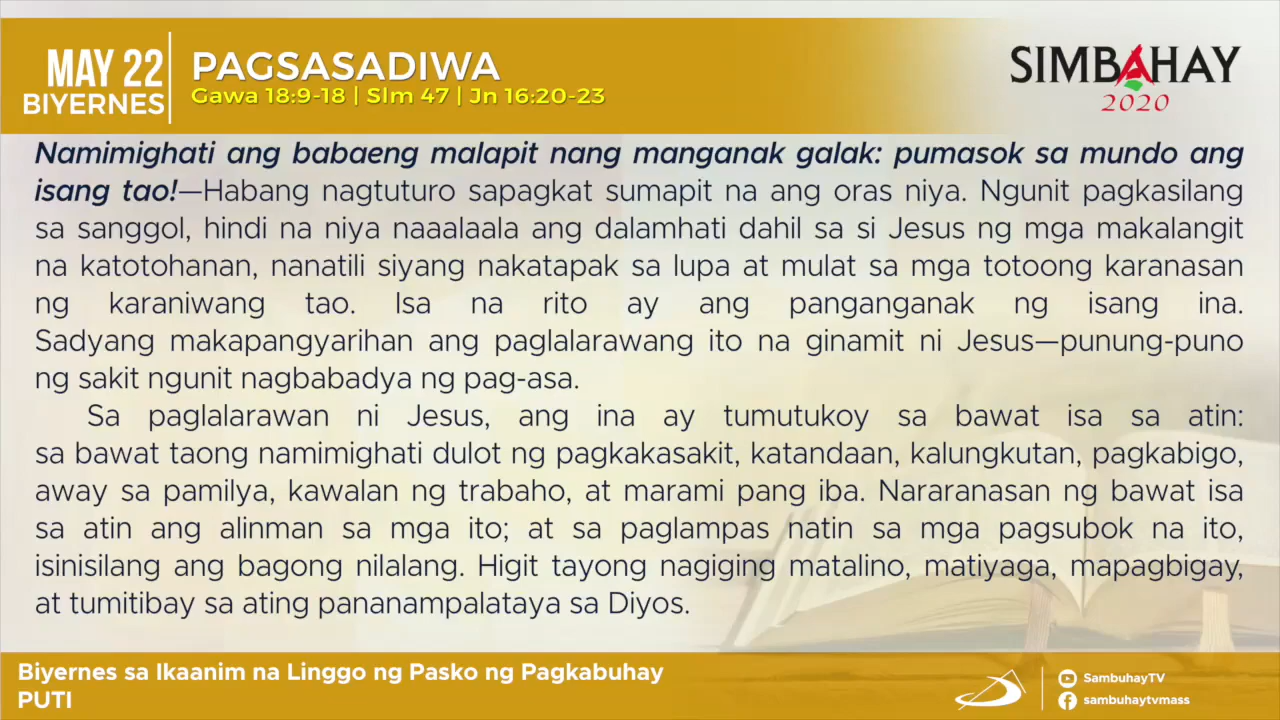 MAY 22
BIYERNES
PAGSASADIWA
Gawa 18:9-18 | Slm 47 | Jn 16:20-23
SIMBAHAY
2020
Namimighati ang babaeng malapit nang manganak galak: pumasok sa mundo ang
isang tao!—Habang nagtuturo sapagkat sumapit na ang oras niya. Ngunit pagkasilang
sa sanggol, hindi na niya naaalaala ang dalamhati dahil sa si Jesus ng mga makalangit
na katotohanan, nanatili siyang nakatapak sa lupa at mulat sa mga totoong karanasan
ng karaniwang tao. Isa na rito ay ang panganganak ng isang ina.
Sadyang makapangyarihan ang paglalarawang ito na ginamit ni Jesus—punung-puno
ng sakit ngunit nagbabadya ng pag-asa.
Sa paglalarawan ni Jesus, ang ina ay tumutukoy sa bawat isa sa atin:
sa bawat taong namimighati dulot ng pagkakasakit, katandaan, kalungkutan, pagkabigo,
away sa pamilya, kawalan ng trabaho, at marami pang iba. Nararanasan ng bawat isa
sa atin ang alinman sa mga ito; at sa paglampas natin sa mga pagsubok na ito,
isinisilang ang bagong nilalang. Higit tayong nagiging matalino, matiyaga, mapagbigay,
at tumitibay sa ating pananampalataya sa Diyos.
Biyernes sa Ikaanim na Linggo ng Pasko ng Pagkabuhay
PUTI
SambuhayTV
sambuhaytvmass